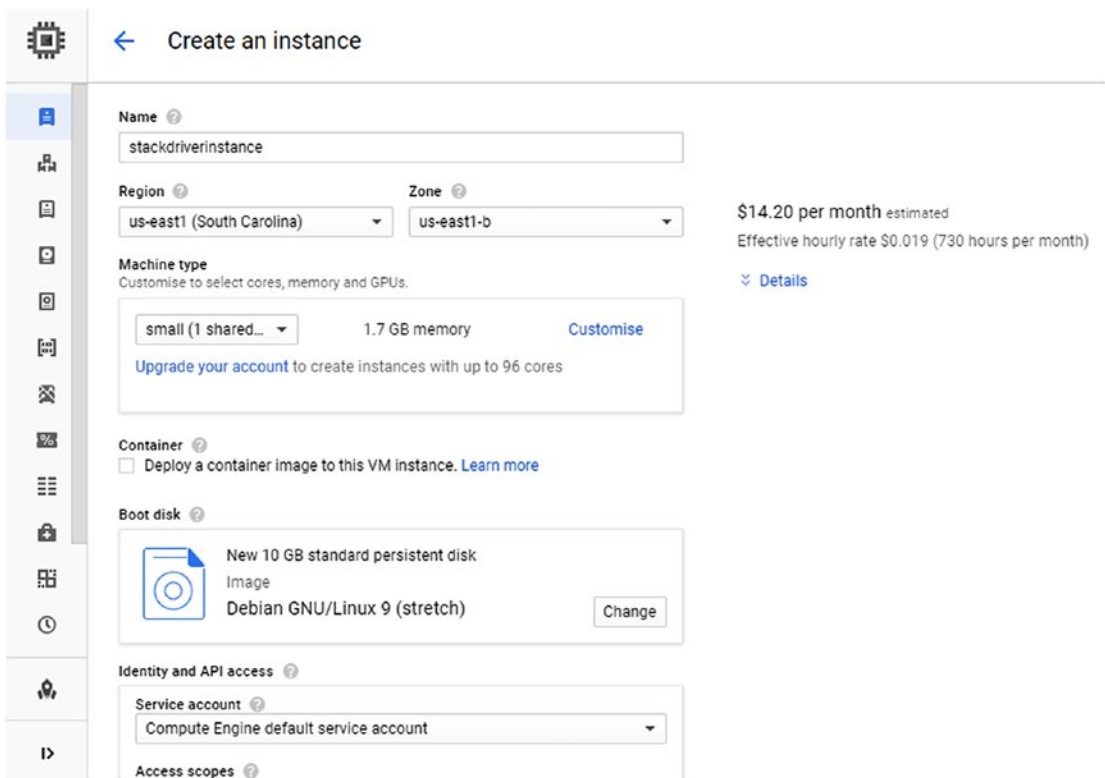 Create an instance
Name
stackdriverinstance
Region Zone
us-east1 (South Carolina) us-east1-b
$14.20 per month estimated
Effective hourly rate $0.019 (730 hours per month)
Details
Machine type
Customise to select cores, memory and GPUs.
small (1 shared... 1.7 GB memory Customise
Upgrade your account to create instances with up to 96 cores
Container
Deploy a container image to this VM instance. Learn more
Boot disk
New 10 GB standard persistent disk
Image
Debian GNU/Linux 9 (stretch)
Change
Identity and API access
Service account
Compute Engine default service account
Access scopes